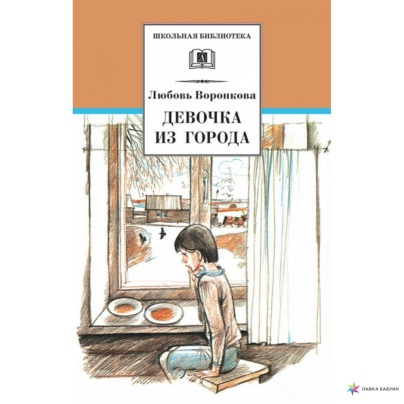 ШКОЛЬНАЯ БИБЛИОТЕКА
Любовь Воронкова
ДЕВОЧКА
ИЗ ГОРОДА
ЛАВКА БАБУИН